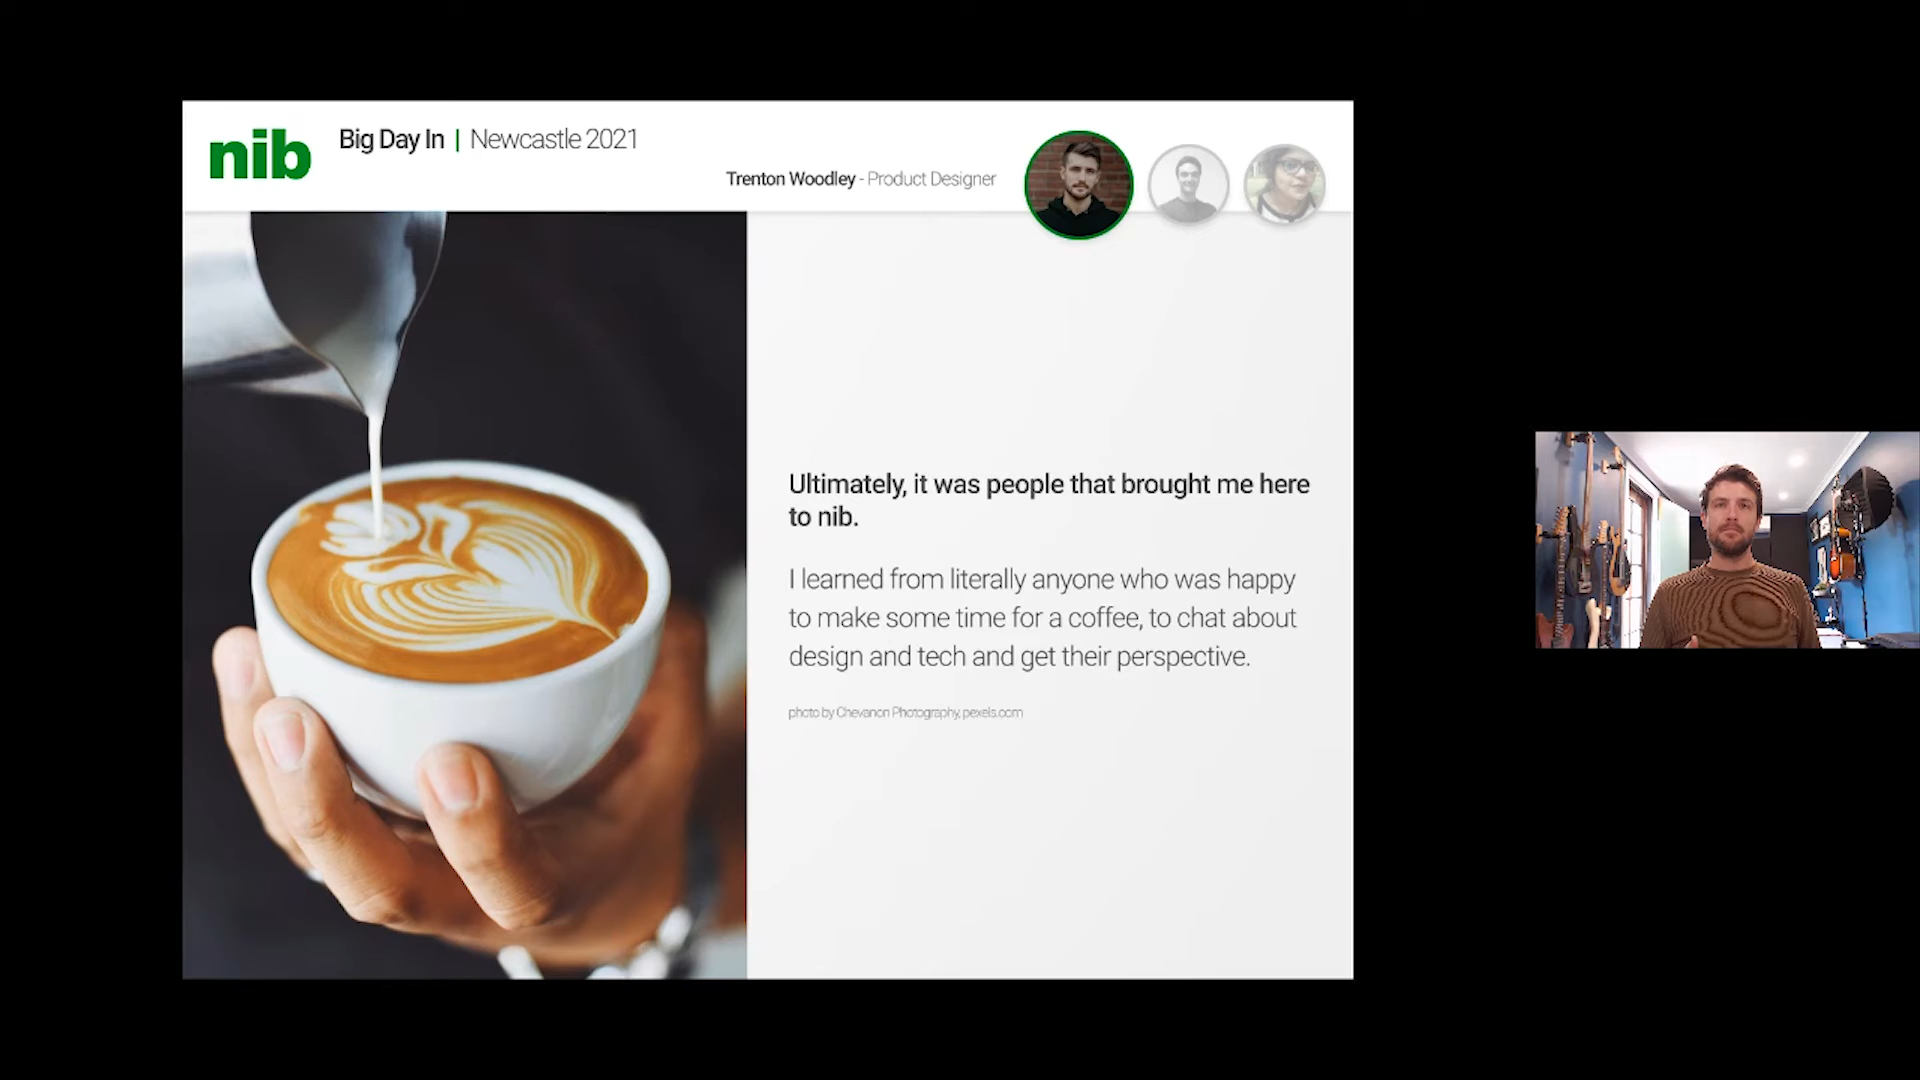 nib
Big Day In | Newcastle 2021
Trenton Woodley - Product Designer
Ultimately, it was people that brought me here
to nib.
I learned from literally anyone who was happy
to make some time for a coffee, to chat about
design and tech and get their perspective.
photo by Chevanon Photography, pexels.com